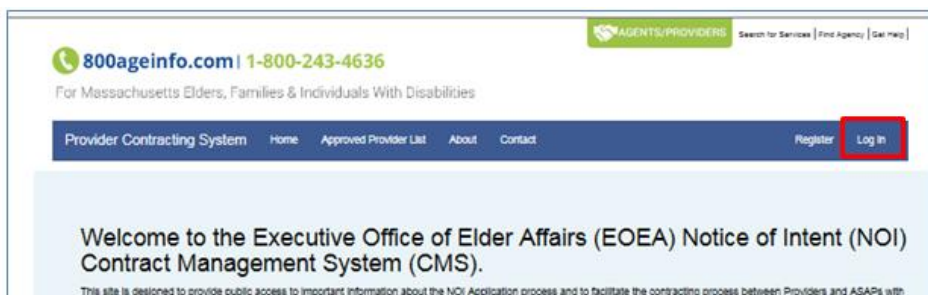 AGENTS/PROVIDERS Search for Services | Find Agency | Get Help |
800ageinfo.com | 1-800-243-4636
For Massachusetts Elders, Families & Individuals With Disabilities
Provider Contracting System Home Approved Provider List About Contact Register Log In
Welcome to the Executive Office of Elder Affairs (EOEA) Notice of Intent (NOI)
Contract Management System (CMS).
This site is designed to provide public access to important information about the NOI Application process and to facilitate the contracting process between Providers and ASAPs with